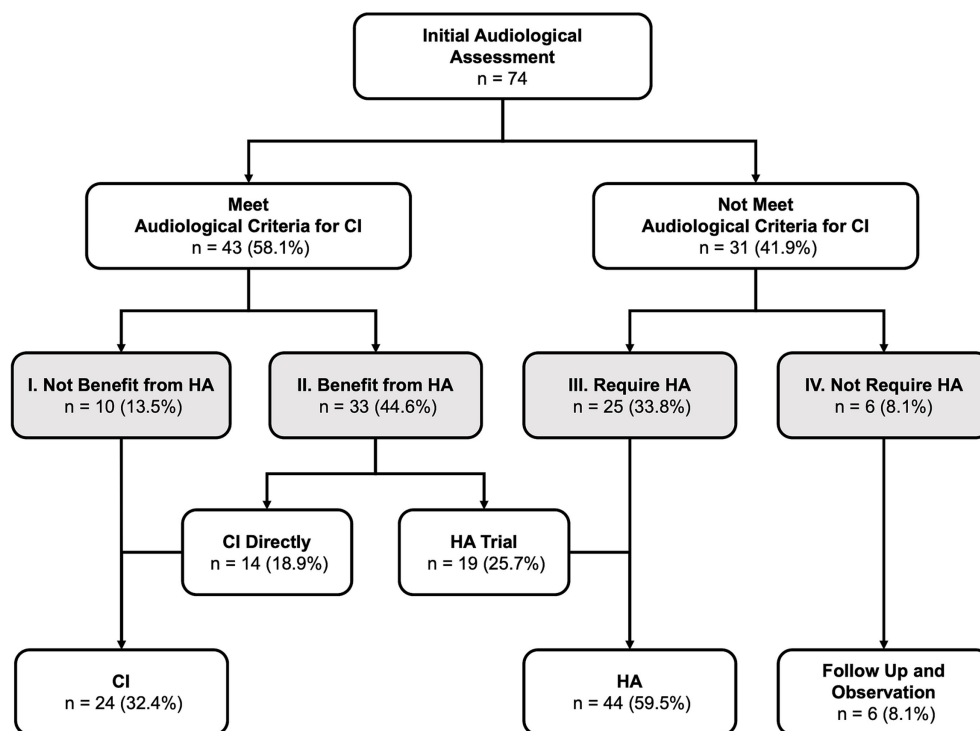 Initial Audiological
Assessment
n = 74
Meet
Audiological Criteria for CI
n = 43 (58.1%)
Not Meet
Audiological Criteria for CI
n = 31 (41.9%)
I. Not Benefit from HA
n = 10 (13.5%)
II. Benefit from HA
n = 33 (44.6%)
III. Require HA
n = 25 (33.8%)
IV. Not Require HA
n = 6 (8.1%)
CI Directly
n = 14 (18.9%)
HA Trial
n = 19 (25.7%)
CI
n = 24 (32.4%)
HA
n = 44 (59.5%)
Follow Up and
Observation
n = 6 (8.1%)